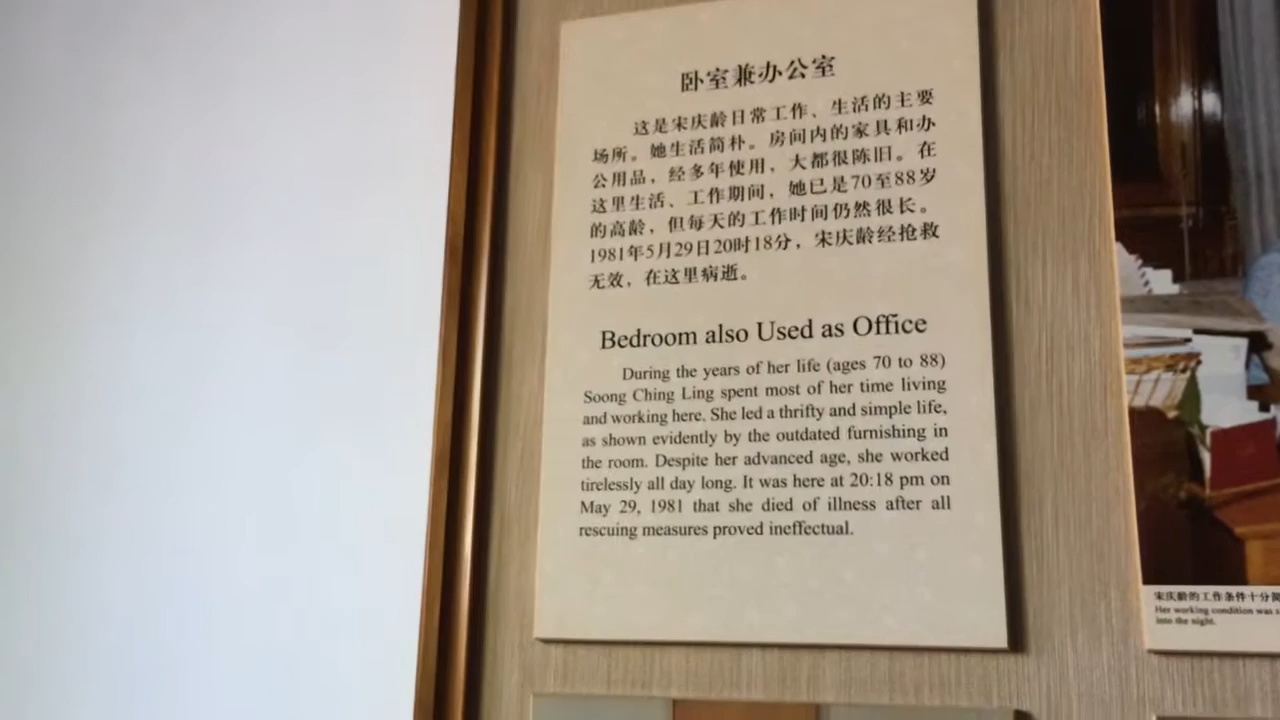 卧室兼办公室
这是宋庆龄日常工作、生活的主要
场所。她生活简朴。房间内的家具和办
公用品，经多年使用，大都很陈旧。在
这里生活、工作期间，她已是70至88岁
的高龄，但每天的工作时间仍然很长。
1981年5月29日20时18分，宋庆龄经抢救
无效，在这里病逝。
Bedroom also Used as Office
During the years of her life (ages 70 to 88)
Soong Ching Ling spent most of her time living
and working here. She led a thrifty and simple life,
as shown evidently by the outdated furnishing in
the room. Despite her advanced age, she worked
tirelessly all day long. It was here at 20:18 pm on
May 29, 1981 that she died of illness after all
rescuing measures proved ineffectual.
宋庆龄的工作条件十分
Her working condition was
into the night.